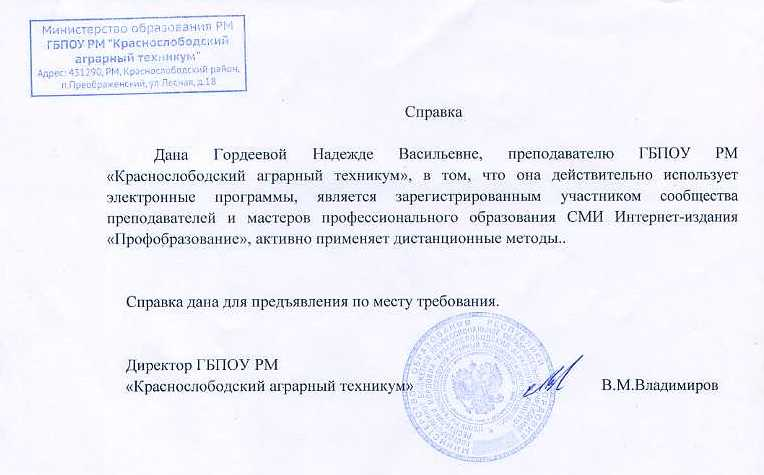 Министерство образования РМ
ГБПОУ РМ "Краснослободский
аграрный техникум"
Адрес: 431290, РМ, Краснослободский район,
п.Преображенский, ул Лесная, д.18
Справка
Дана Гордеевой Надежде Васильевне, преподавателю ГБПОУ РМ
«Краснослободский аграрный техникум», в том, что она действительно использует
электронные программы, является зарегистрированным участником сообщества
преподавателей и мастеров профессионального образования СМИ Интернет-издания
«Профобразование», активно применяет дистанционные методы..
Справка дана для предъявления по месту требования.
Директор ГБПОУ РМ
«Краснослободский аграрный техникум»
В.М.Владимиров